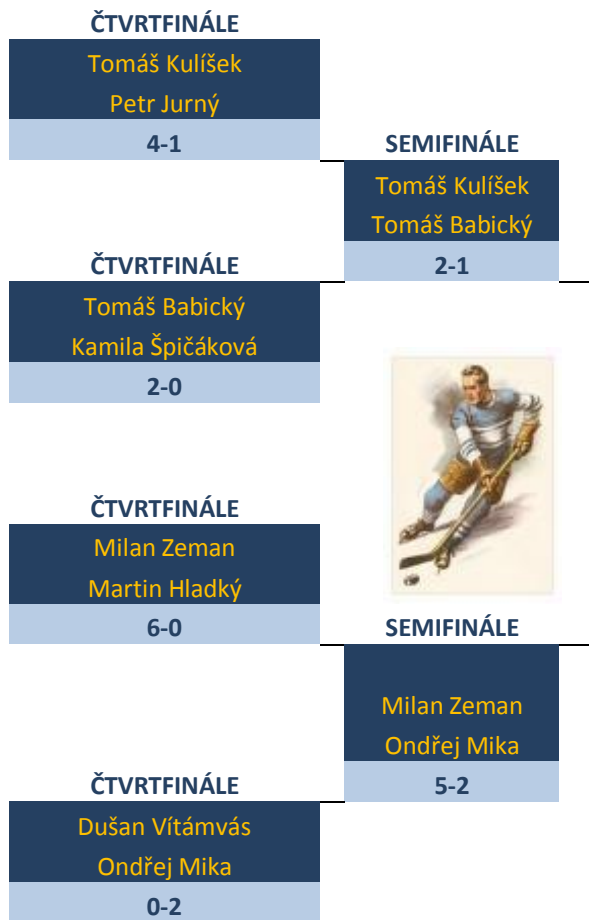 ČTVRTFINÁLE
Tomáš Kulíšek
Petr Jurný
4-1
SEMIFINÁLE
Tomáš Kulíšek
Tomáš Babický
2-1
ČTVRTFINÁLE
Tomáš Babický
Kamila Špičáková
2-0
ČTVRTFINÁLE
Milan Zeman
Martin Hladký
6-0
SEMIFINÁLE
Milan Zeman
Ondřej Mika
5-2
ČTVRTFINÁLE
Dušan Vítámvás
Ondřej Mika
0-2